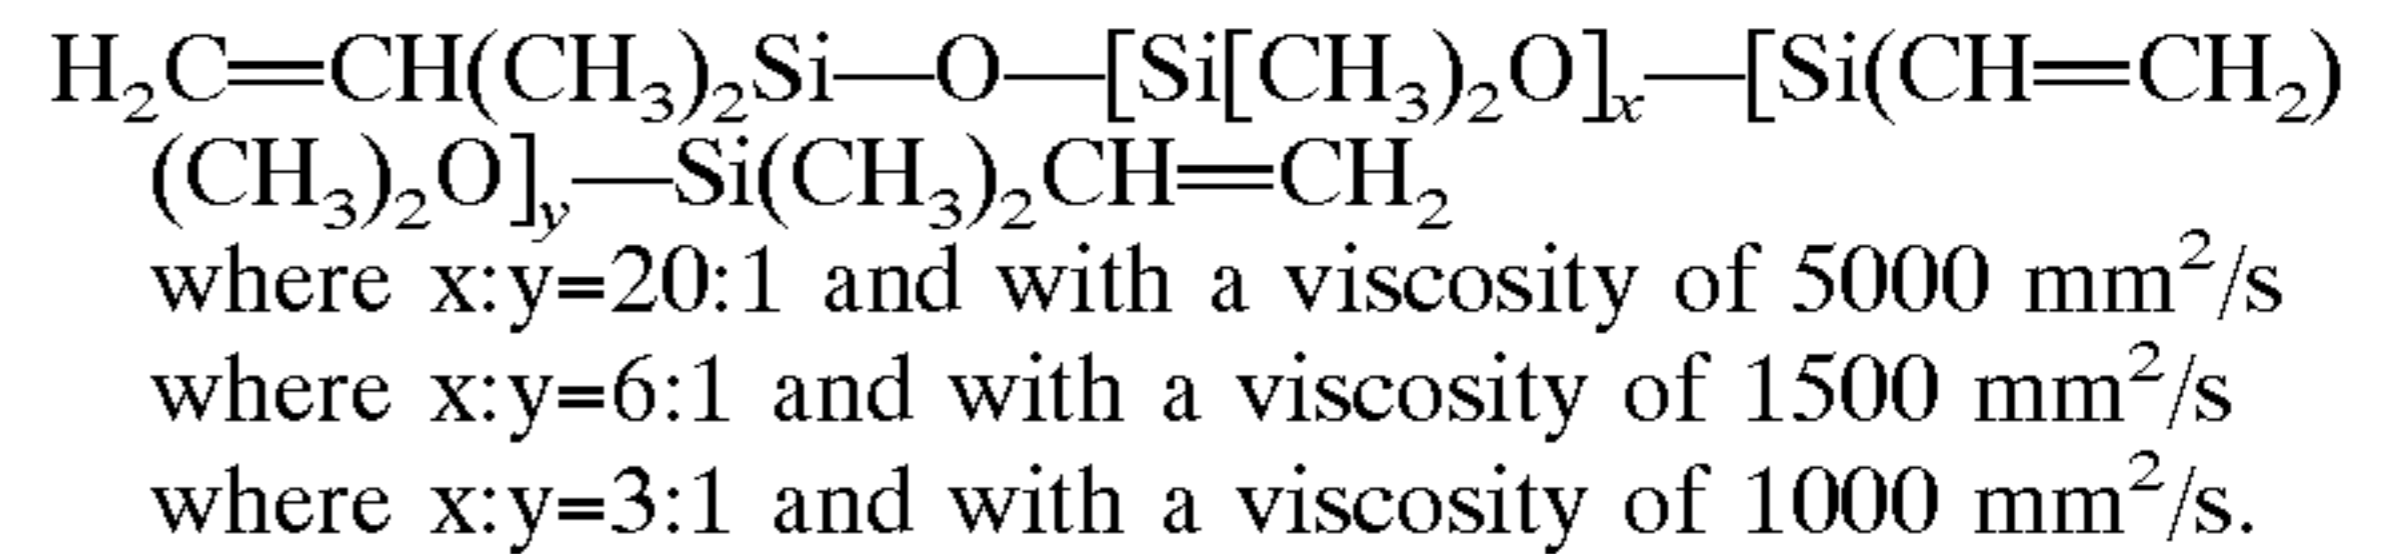 H₂C=CH(CH₃)₂Si—O—[Si[CH₃)₂O]ₓ—[Si(CH=CH₂)
(CH₃)₂O]ᵧ—Si(CH₃)₂CH=CH₂
where x:y=20:1 and with a viscosity of 5000 mm²/s
where x:y=6:1 and with a viscosity of 1500 mm²/s
where x:y=3:1 and with a viscosity of 1000 mm²/s.